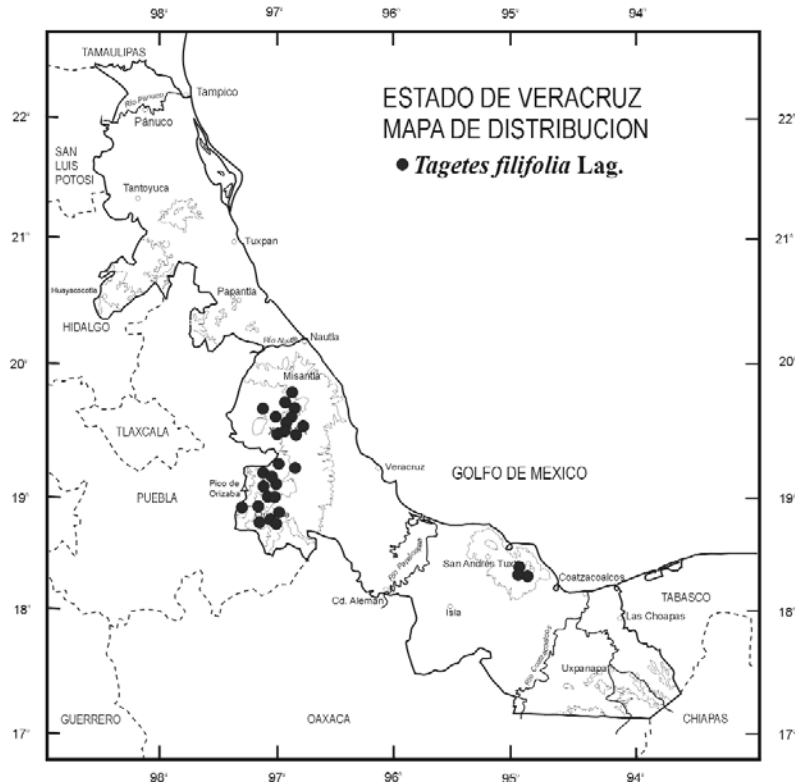 98° 97° 96° 95° 94°
TAMAULIPAS
Río Pánuco
Tampico
22° 22°
Pánuco
ESTADO DE VERACRUZ
MAPA DE DISTRIBUCION
Tagetes filifolia Lag.
SAN
LUIS
POTOSI
Tantoyuca
21° 21°
Tuxpan
Huayacocotla
Papantla
HIDALGO
Nautla
20° 20°
Misantla
TLAXCALA
Veracruz
GOLFO DE MEXICO
PUEBLA
Pico de
Orizaba
19° 19°
San Andrés
Coatzacoalcos
Cd. Alemán
TABASCO
18° 18°
Isla
Las Choapas
Río Coatzacoalcos
Uxpanapa
GUERRERO
OAXACA
CHIAPAS
17° 17°
98° 97° 96° 95° 94°